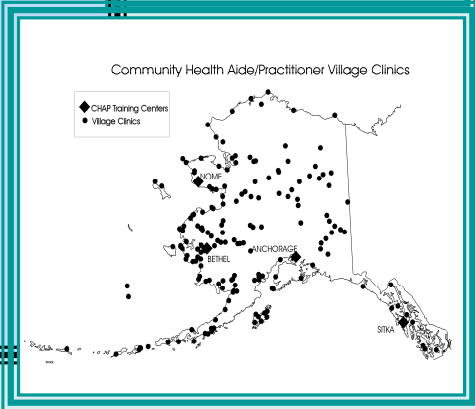 Community Health Aide/Practitioner Village Clinics
CHAP Training Centers
Village Clinics
NOME
ANCHORAGE
BETHEL
SITKA